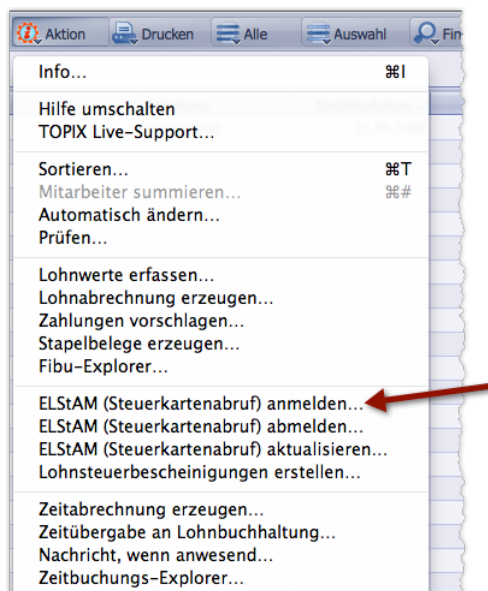 Aktion Drucken Alle Auswahl Fin
Info... ⌘I
Hilfe umschalten
TOPIX Live-Support...
Sortieren... ⌘T
Mitarbeiter summieren... ⌘#
Automatisch ändern...
Prüfen...
Lohnwerte erfassen...
Lohnabrechnung erzeugen...
Zahlungen vorschlagen...
Stapelbelege erzeugen...
Fibu-Explorer...
ELStAM (Steuerkartenabruf) anmelden...
ELStAM (Steuerkartenabruf) abmelden...
ELStAM (Steuerkartenabruf) aktualisieren...
Lohnsteuerbescheinigungen erstellen...
Zeitabrechnung erzeugen...
Zeitübergabe an Lohnbuchhaltung...
Nachricht, wenn anwesend...
Zeitbuchungs-Explorer...